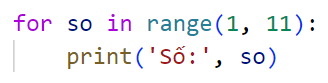 for so in range(1, 11):
    print('Số:', so)